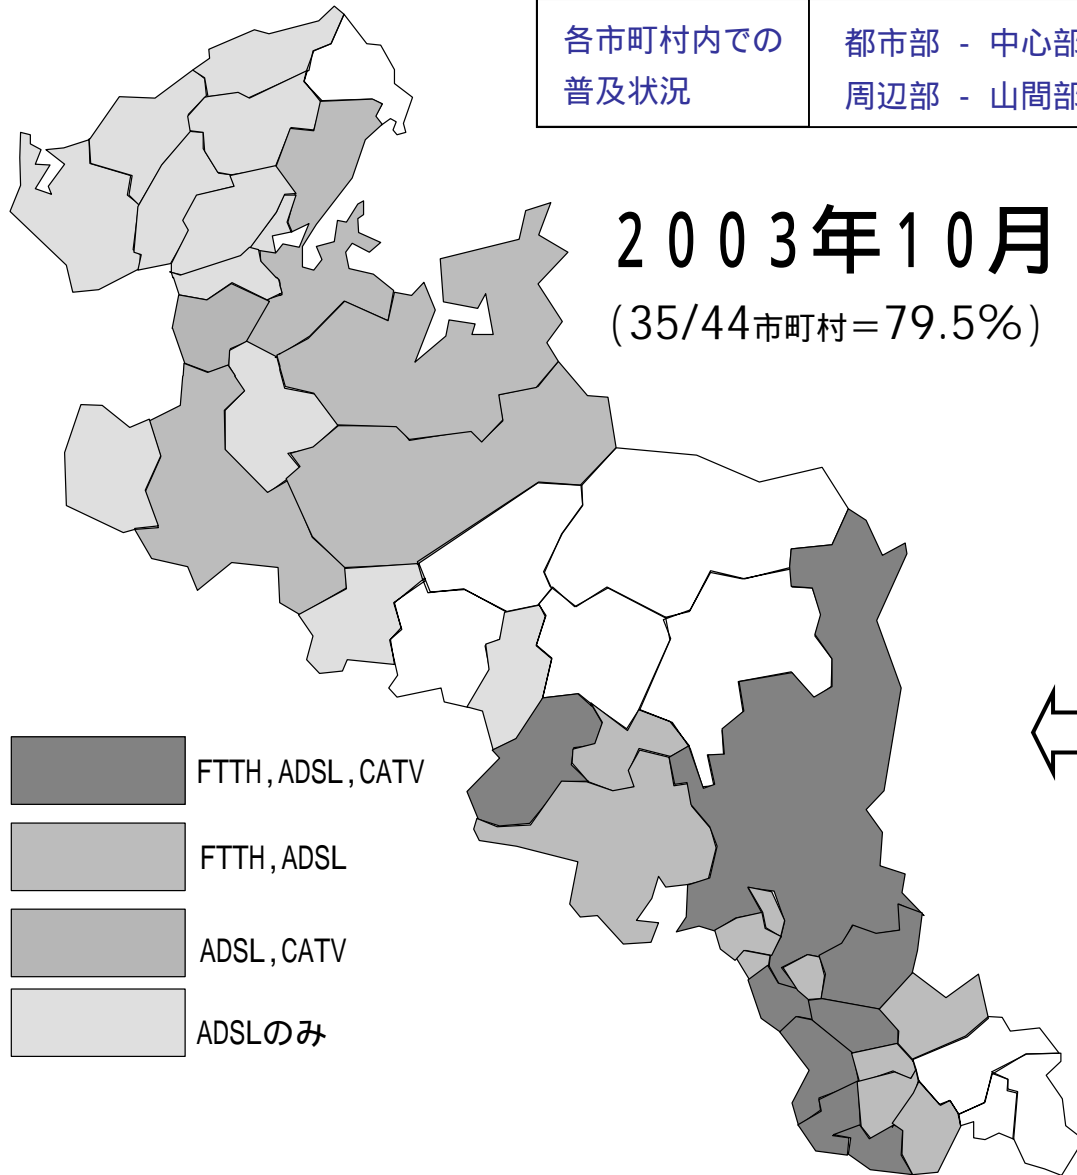 各市町村内での
普及状況
都市部 - 中心部
周辺部 - 山間部
2003年10月
(35/44市町村=79.5%)
FTTH,ADSL,CATV
FTTH,ADSL
ADSL,CATV
ADSLのみ